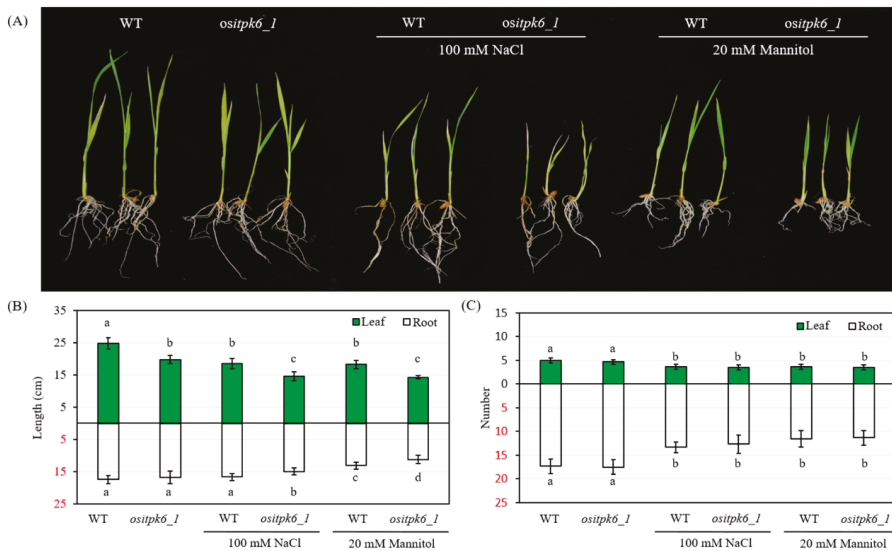 (A)
WT ositpk6_1 WT ositpk6_1 WT ositpk6_1
100 mM NaCl 20 mM Mannitol
(B)
35
25
15
5
5
15
25
Length (cm)
Leaf Root
a b b c b c
a a a b c d
WT ositpk6_1 WT ositpk6_1 WT ositpk6_1
100 mM NaCl 20 mM Mannitol
(C)
15
10
5
0
5
10
15
20
25
Number
Leaf Root
a a b b b b
a a b b b b
WT ositpk6_1 WT ositpk6_1 WT ositpk6_1
100 mM NaCl 20 mM Mannitol